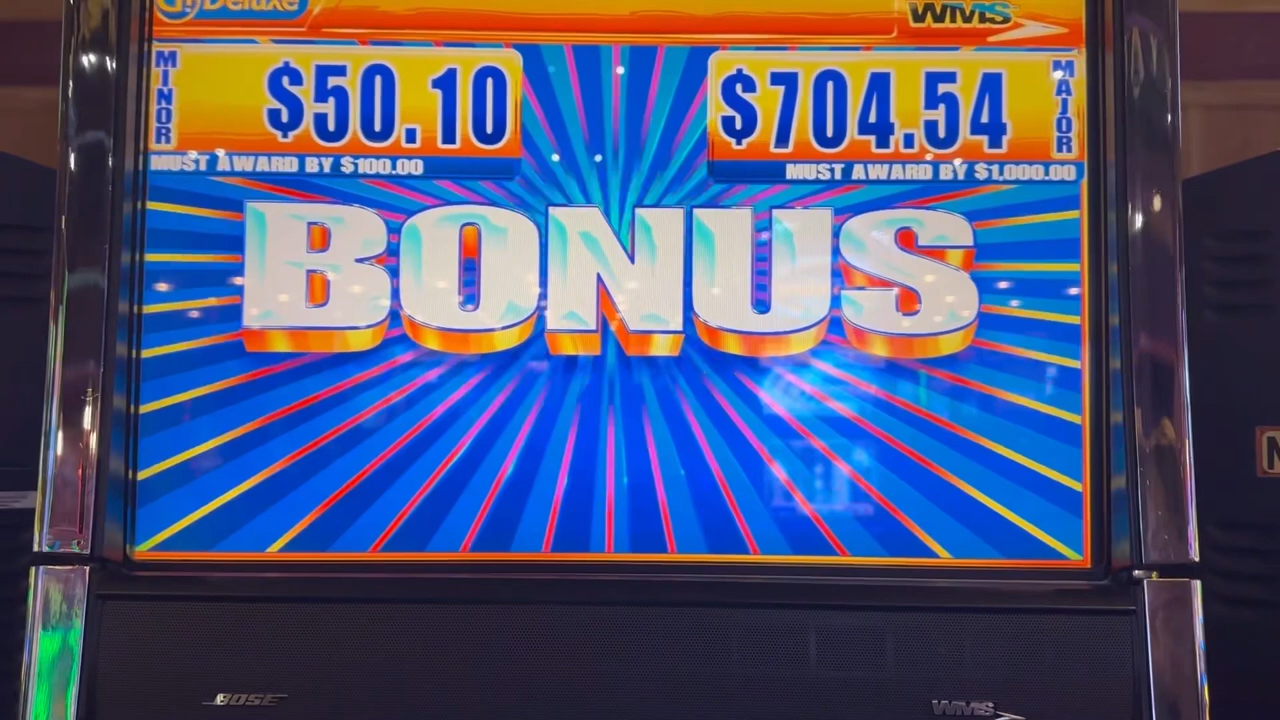 Deluxe
WMS
MINOR
$50.10
MUST AWARD BY $100.00
$704.54
MAJOR
MUST AWARD BY $1,000.00
BONUS
BOSE
WMS